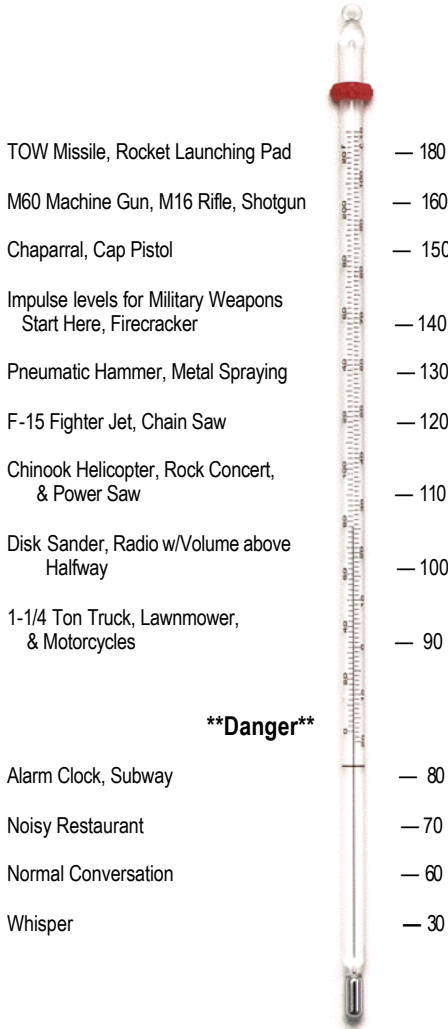 TOW Missile, Rocket Launching Pad — 180
M60 Machine Gun, M16 Rifle, Shotgun — 160
Chaparral, Cap Pistol — 150
Impulse levels for Military Weapons
Start Here, Firecracker — 140
Pneumatic Hammer, Metal Spraying — 130
F-15 Fighter Jet, Chain Saw — 120
Chinook Helicopter, Rock Concert,
& Power Saw — 110
Disk Sander, Radio w/Volume above
Halfway — 100
1-1/4 Ton Truck, Lawnmower,
& Motorcycles — 90
**Danger**
Alarm Clock, Subway — 80
Noisy Restaurant — 70
Normal Conversation — 60
Whisper — 30